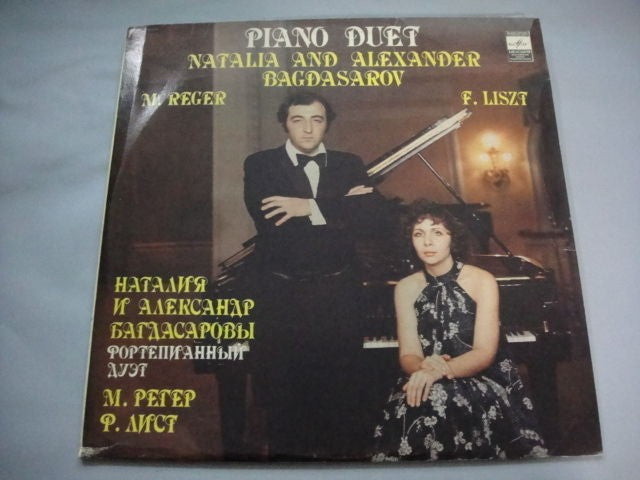 PIANO DUET
NATALIA AND ALEXANDER
BAGDASAROV
M. REGER
F. LISZT
НАТАЛИЯ
И АЛЕКСАНДР
БАГДАСАРОВЫ
ФОРТЕПИАННЫЙ
ДУЭТ
М. РЕГЕР
Ф. ЛИСТ